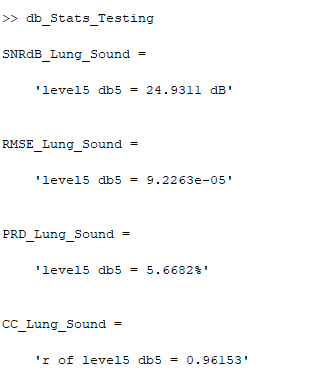 >> db_Stats_Testing
SNRdB_Lung_Sound =
'level5 db5 = 24.9311 dB'
RMSE_Lung_Sound =
'level5 db5 = 9.2263e-05'
PRD_Lung_Sound =
'level5 db5 = 5.6682%'
CC_Lung_Sound =
'r of level5 db5 = 0.96153'